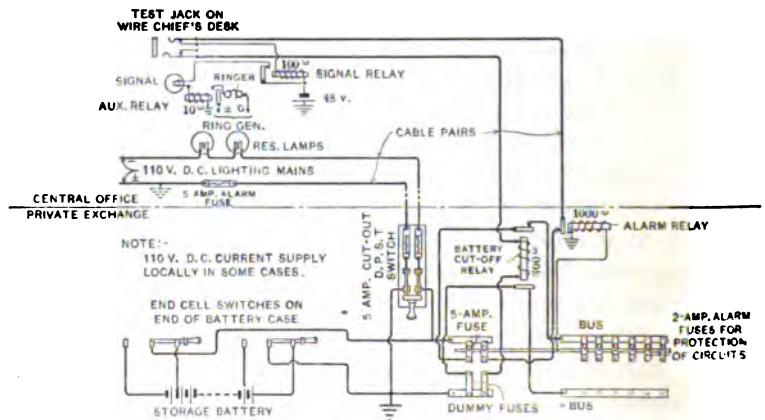 TEST JACK ON
WIRE CHIEF'S DESK
SIGNAL
RINGER
100 ω
SIGNAL RELAY
AUX. RELAY
10 ω
± G
48 v.
RING GEN.
RES. LAMPS
CABLE PAIRS
110 V. D.C. LIGHTING MAINS
5 AMP. ALARM
FUSE
CENTRAL OFFICE
PRIVATE EXCHANGE
1000 ω
ALARM RELAY
NOTE:-
110 V. D.C. CURRENT SUPPLY
LOCALLY IN SOME CASES.
5 AMP. CUT-OUT
D.P.S.T.
SWITCH
BATTERY
CUT-OFF
RELAY
END CELL SWITCHES ON
END OF BATTERY CASE
5-AMP.
FUSE
BUS
2-AMP. ALARM
FUSES FOR
PROTECTION
OF CIRCUITS
STORAGE BATTERY
DUMMY FUSES
- BUS